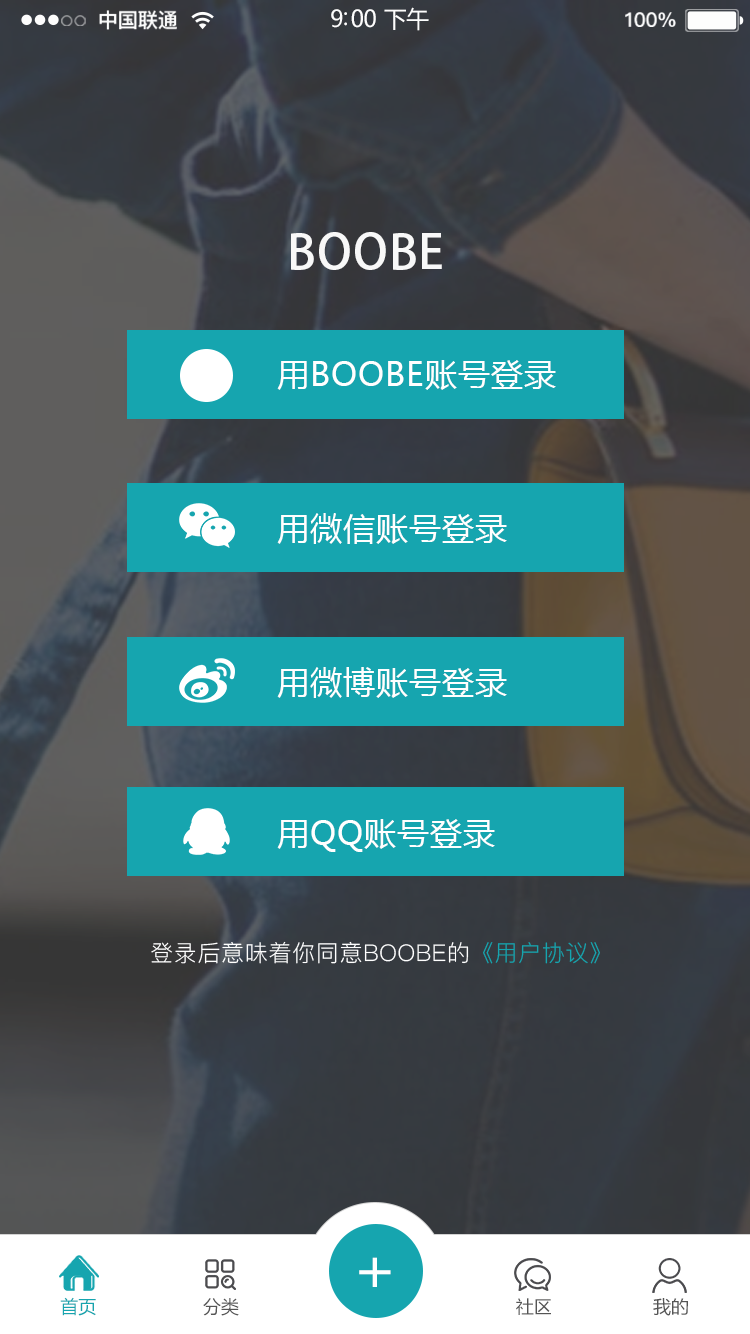 中国联通 9:00 下午 100%
BOOBE
用BOOBE账号登录
用微信账号登录
用微博账号登录
用QQ账号登录
登录后意味着你同意BOOBE的《用户协议》
首页 分类 社区 我的